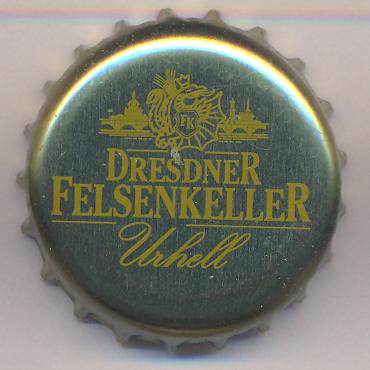 FK
DRESDNER
FELSENKELLER
Urhell